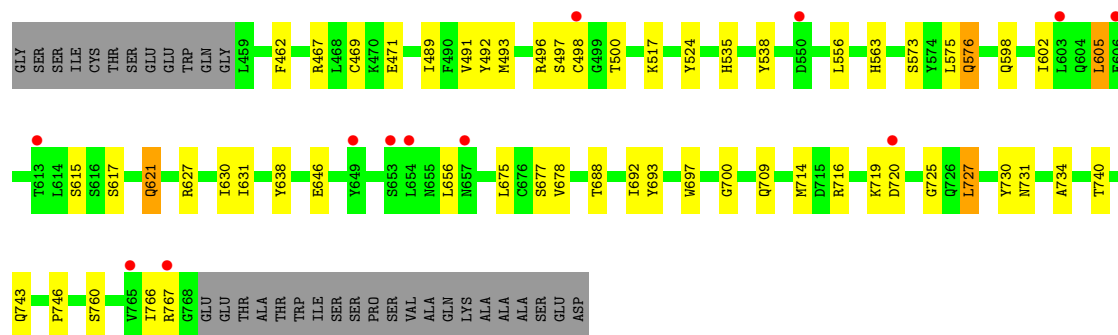 GLY SER SER ILE CYS THR SER GLU GLU TRP GLN GLY L459 F462 R467 L468 C469 K470 E471 I489 F490 V491 Y492 M493 R496 S497 C498 G499 T500 K517 Y524 H535 Y538 D550 L556 H563 S573 Y574 L575 Q576 Q598 I602 L603 Q604 L605
T613 L614 S615 S616 S617 Q621 R627 I630 I631 Y638 E646 Y649 S653 L654 N655 L656 N657 L675 C676 S677 V678 T688 I692 Y693 W697 G700 Q709 M714 D715 R716 K719 D720 G725 Q726 L727 Y730 N731 A734 T740
Q743 P746 S760 V765 I766 R767 G768 GLU GLU THR ALA THR TRP ILE SER SER PRO SER VAL ALA GLN LYS ALA ALA ALA SER GLU ASP